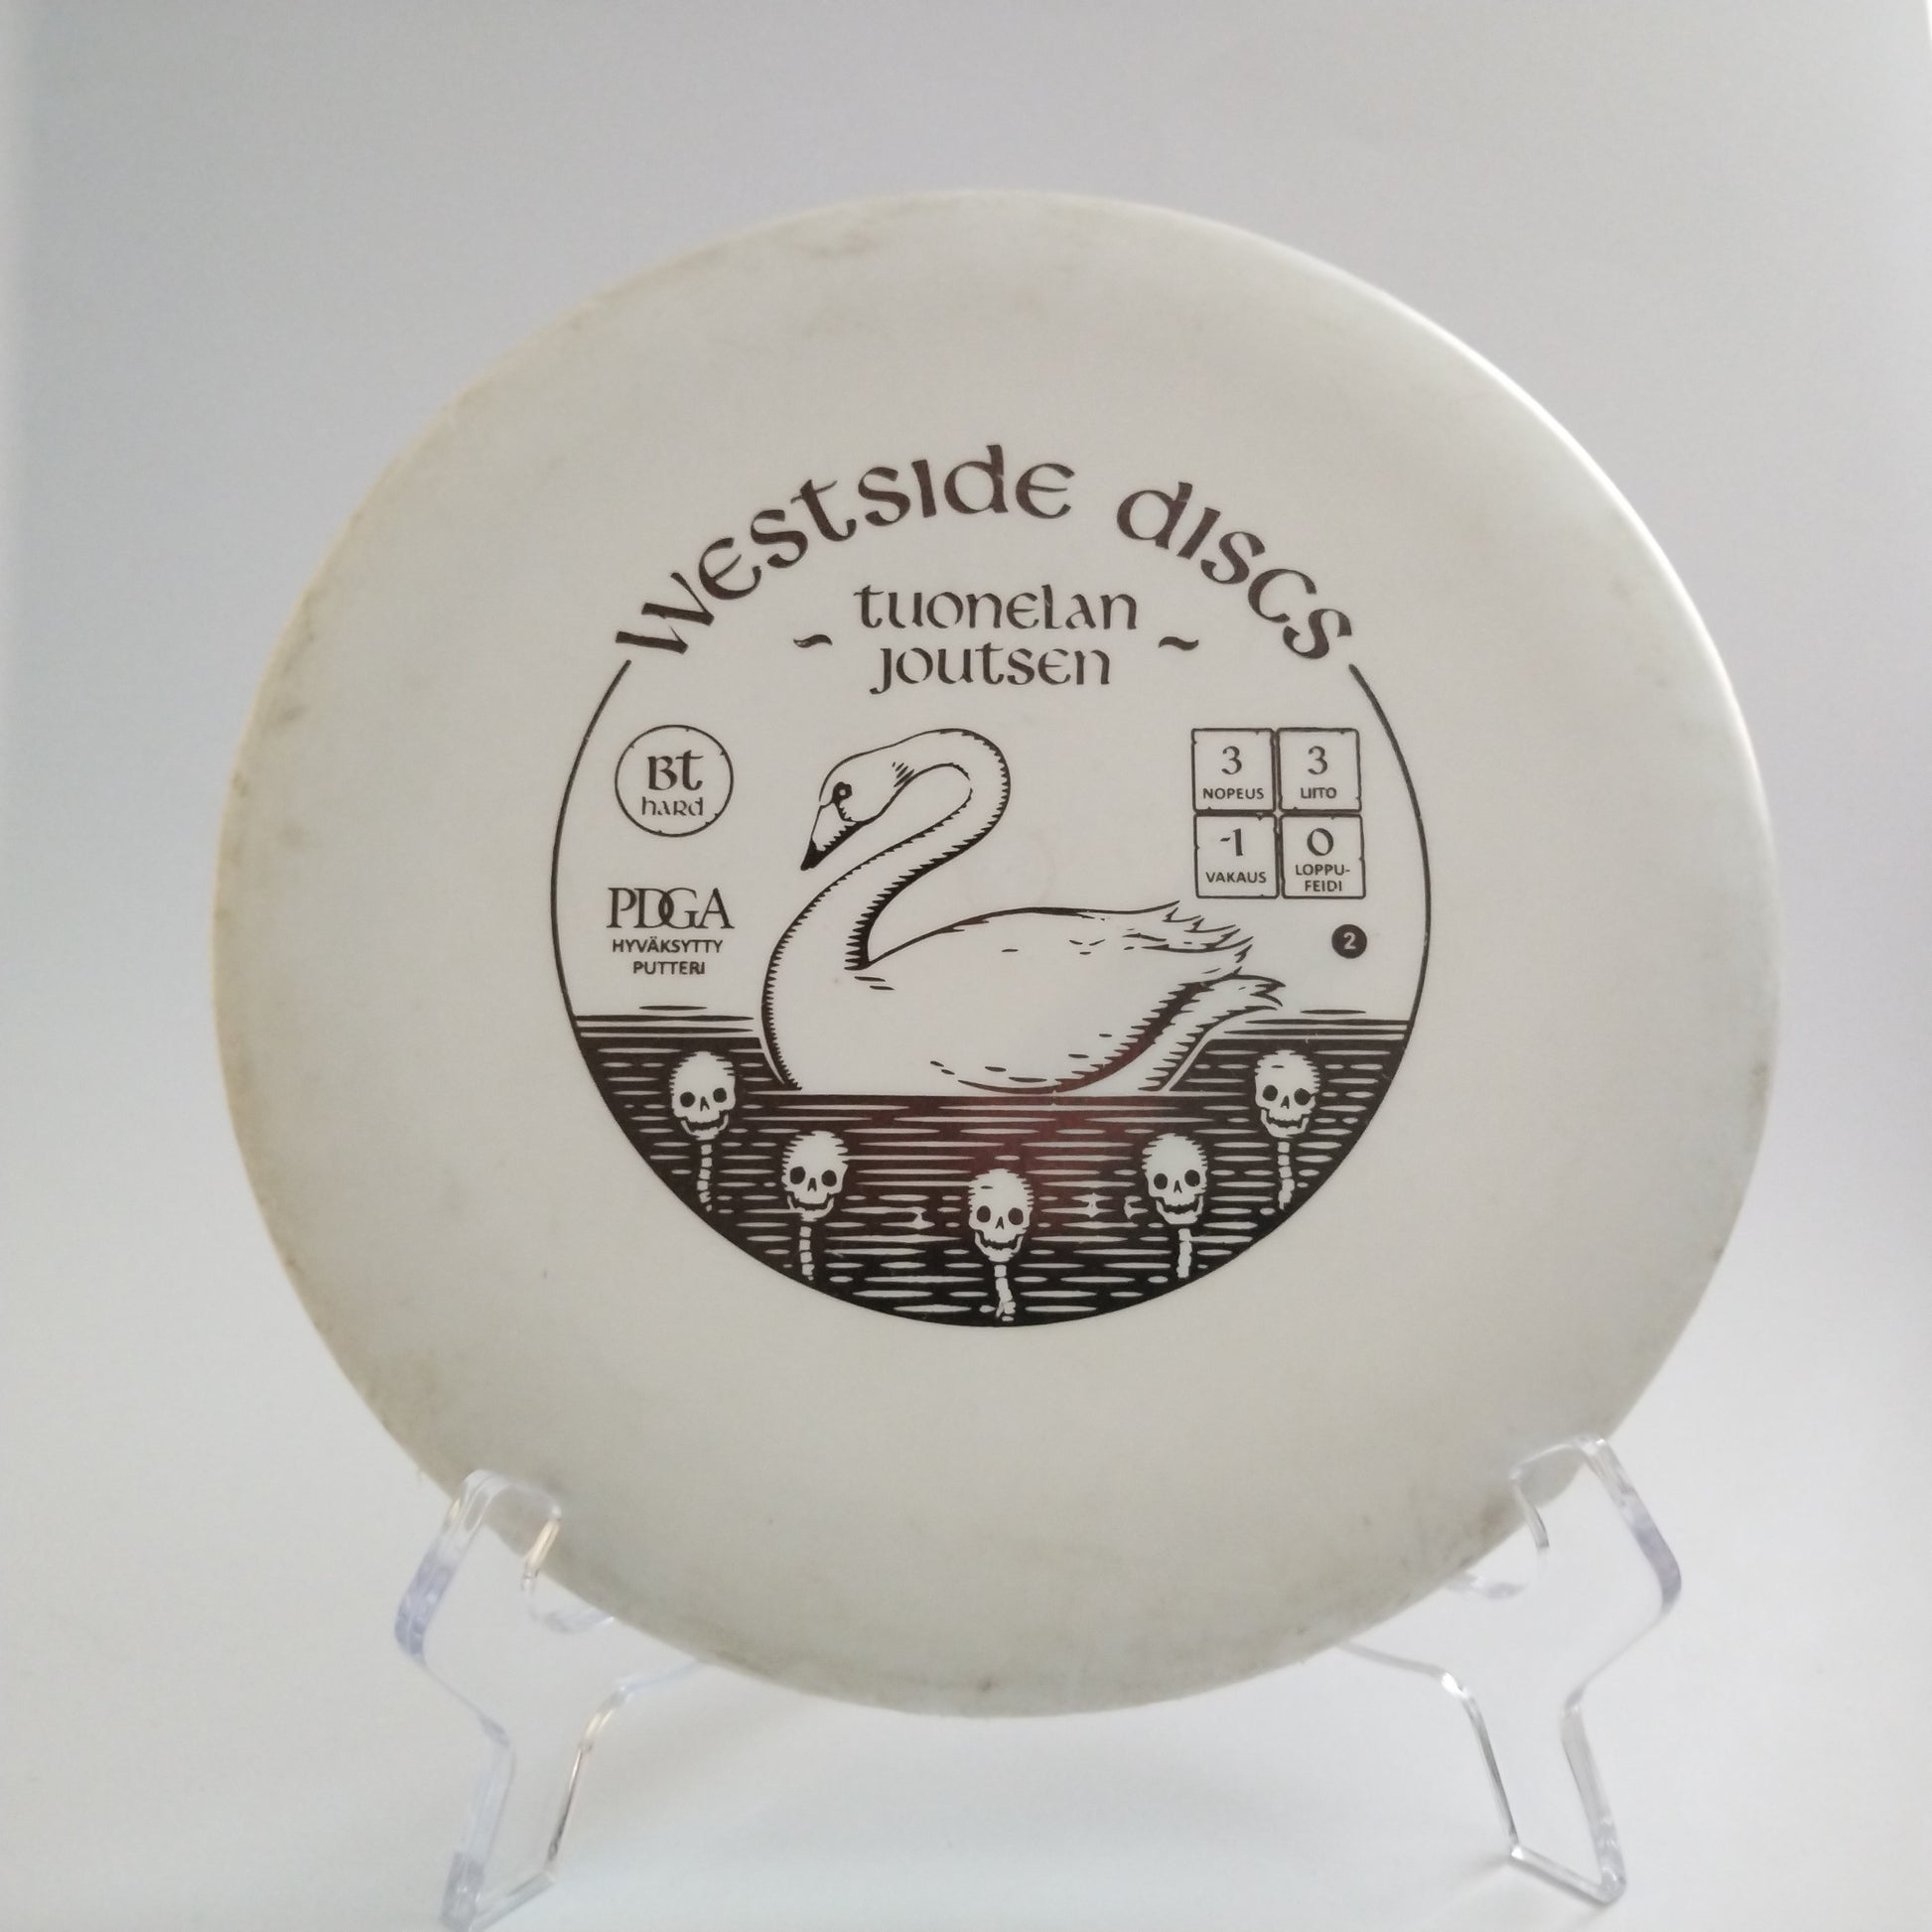 Westside discs
~ tuonelan
joutsen ~
Bt
hard
3
NOPEUS
3
LIITO
-1
VAKAUS
0
LOPPU-
FEIDI
PDGA
HYVÄKSYTTY
PUTTERI
2